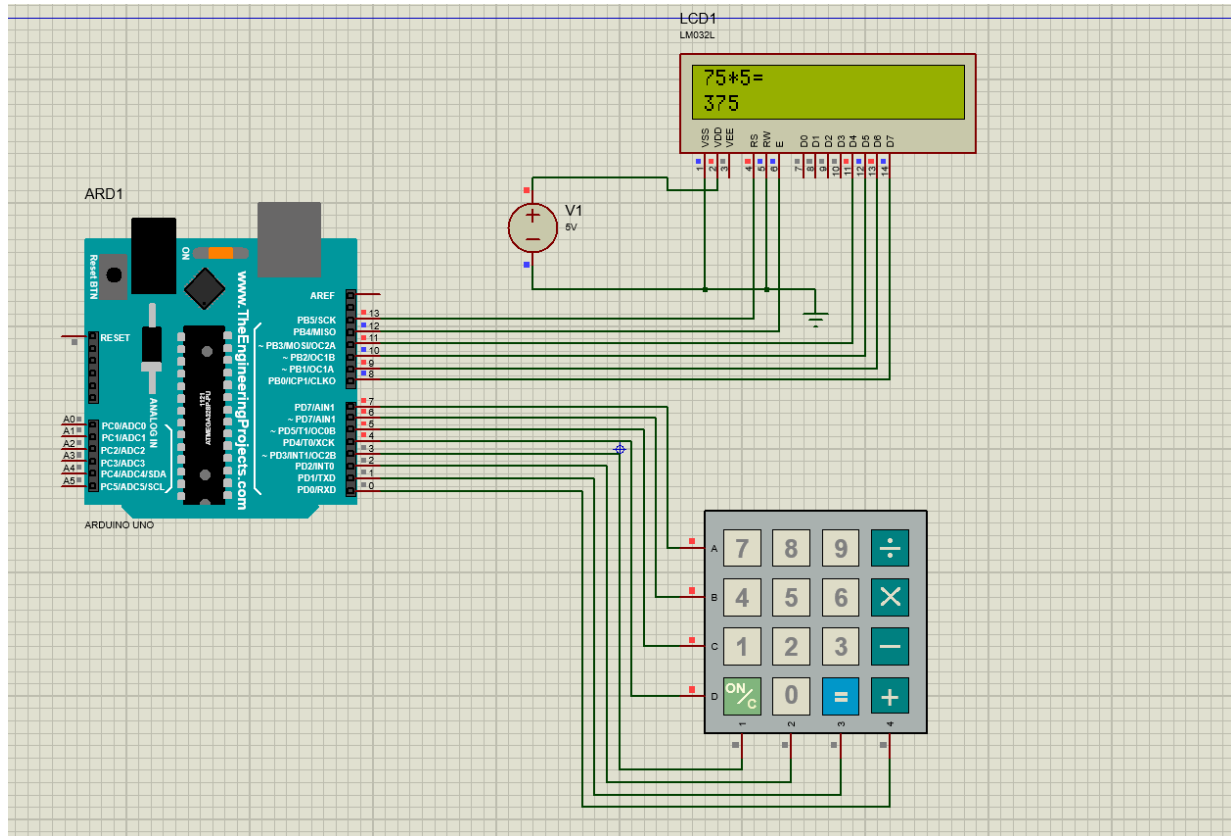 LCD1
LM032L
75*5=
375
VSS
VDD
VEE
RS
RW
E
D0
D1
D2
D3
D4
D5
D6
D7
1
2
3
4
5
6
7
8
9
10
11
12
13
14
V1
5V
+
−
ARD1
Reset BTN
ON
www.TheEngineeringProjects.com
AREF
PB5/SCK 13
PB4/MISO 12
~ PB3/MOSI/OC2A 11
~ PB2/OC1B 10
~ PB1/OC1A 9
PB0/ICP1/CLKO 8
RESET
1121
ATMEGA328P-PU
ANALOG IN
PD7/AIN1 7
~ PD7/AIN1 6
~ PD5/T1/OC0B 5
PD4/T0/XCK 4
~ PD3/INT1/OC2B 3
PD2/INT0 2
PD1/TXD 1
PD0/RXD 0
A0 PC0/ADC0
A1 PC1/ADC1
A2 PC2/ADC2
A3 PC3/ADC3
A4 PC4/ADC4/SDA
A5 PC5/ADC5/SCL
ARDUINO UNO
A 7 8 9 ÷
B 4 5 6 ×
C 1 2 3 −
D ON/C 0 = +
1 2 3 4